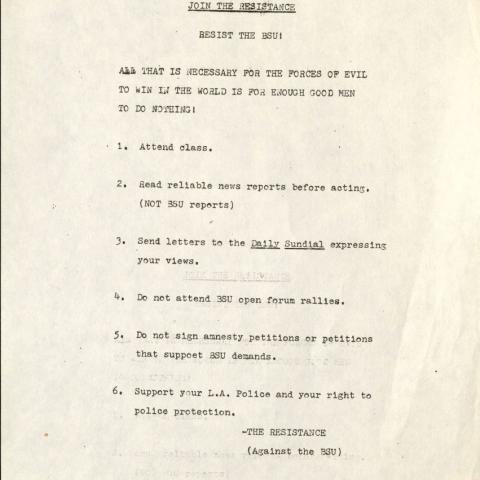 JOIN THE RESISTANCE
RESIST THE BSU!
ALL THAT IS NECESSARY FOR THE FORCES OF EVIL
TO WIN IN THE WORLD IS FOR ENOUGH GOOD MEN
TO DO NOTHING!
1. Attend class.
2. Read reliable news reports before acting.
(NOT BSU reports)
3. Send letters to the Daily Sundial expressing
your views.
JOIN THE RESISTANCE
4. Do not attend BSU open forum rallies.
5. Do not sign amnesty petitions or petitions
that suppoet BSU demands.
6. Support your L.A. Police and your right to
police protection.
-THE RESISTANCE
(Against the BSU)